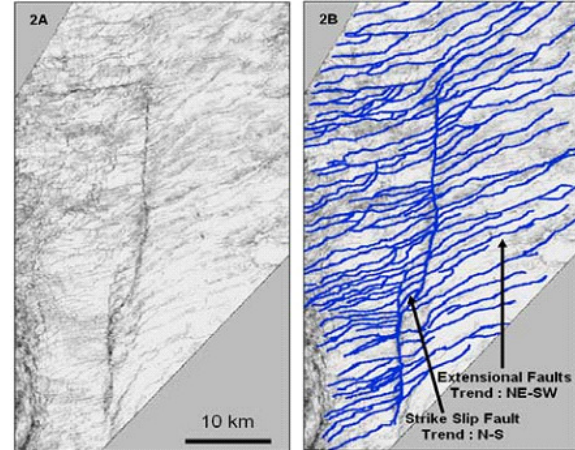 2A
10 km
2B
Extensional Faults
Trend : NE-SW
Strike Slip Fault
Trend : N-S